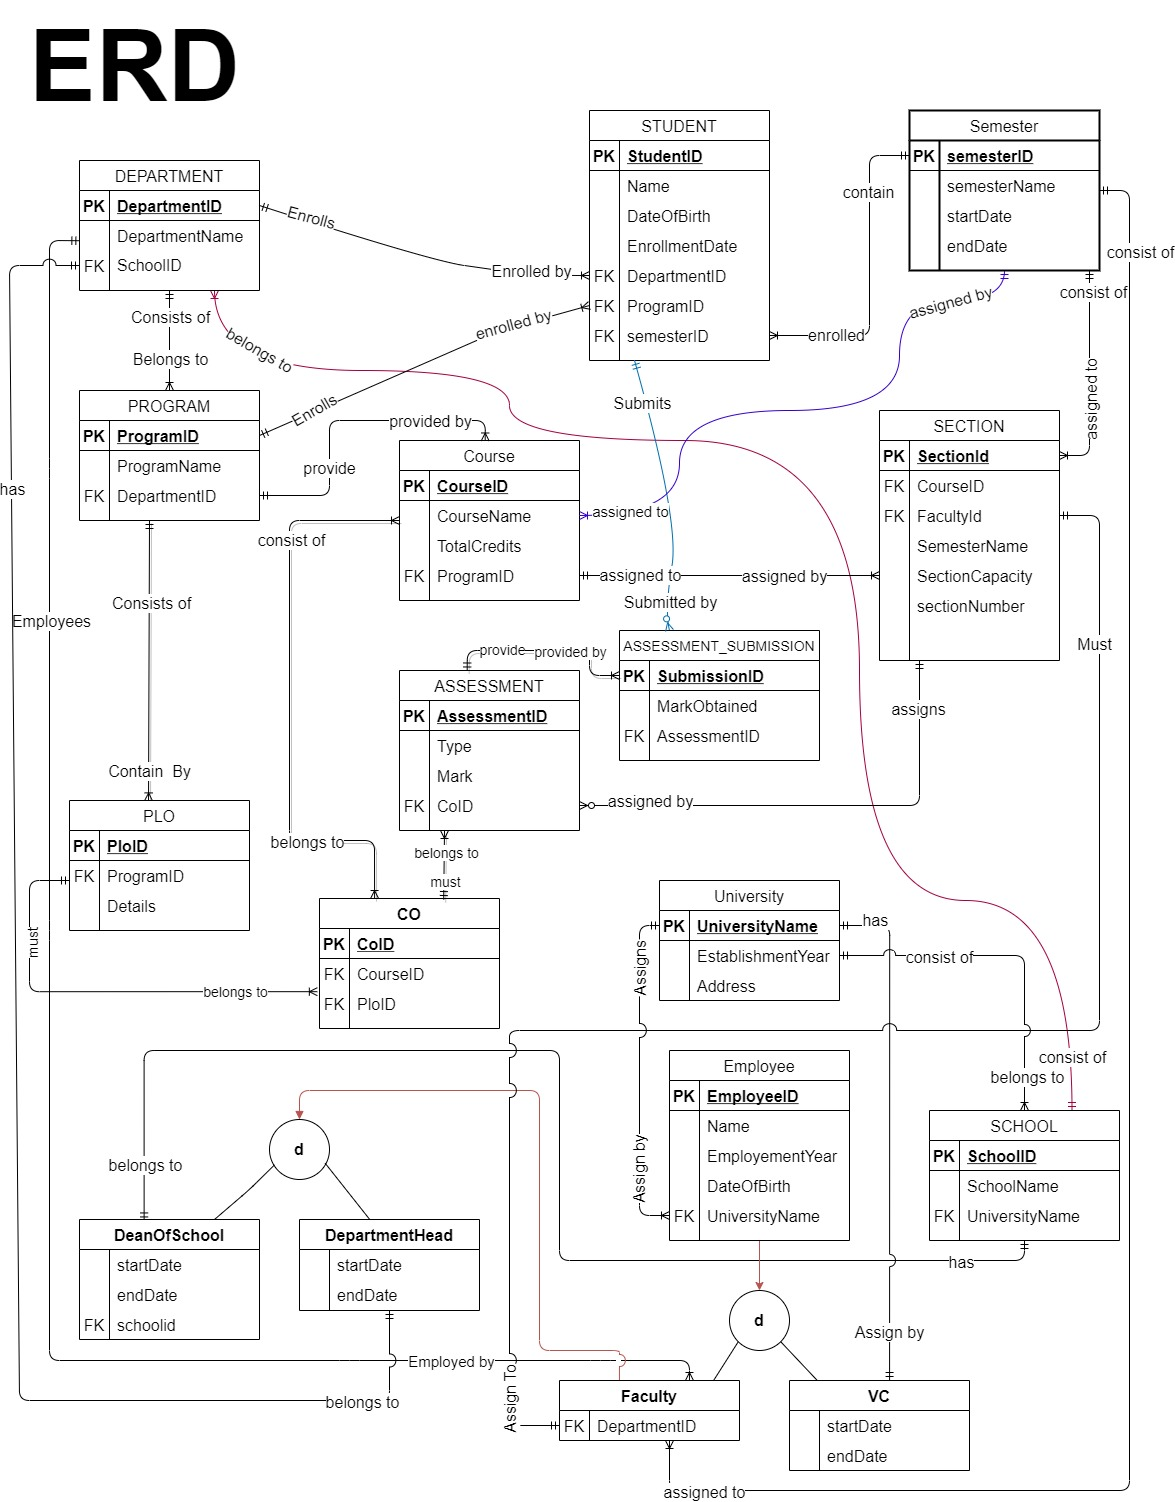 ERD
STUDENT
PK StudentID
Name
DateOfBirth
EnrollmentDate
FK DepartmentID
FK ProgramID
FK semesterID
Semester
PK semesterID
semesterName
startDate
endDate
DEPARTMENT
PK DepartmentID
DepartmentName
FK SchoolID
Enrolls
Enrolled by
enrolled by
Enrolls
contain
enrolled
consist of
consist of
assigned by
assigned to
Consists of
Belongs to
belongs to
PROGRAM
PK ProgramID
ProgramName
FK DepartmentID
provided by
provide
Submits
Course
PK CourseID
CourseName
TotalCredits
FK ProgramID
SECTION
PK SectionId
FK CourseID
FK FacultyId
SemesterName
SectionCapacity
sectionNumber
has
consist of
assigned to
assigned to
assigned by
Consists of
Employees
Submitted by
Must
provide
provided by
ASSESSMENT_SUBMISSION
PK SubmissionID
MarkObtained
FK AssessmentID
ASSESSMENT
PK AssessmentID
Type
Mark
FK CoID
assigns
assigned by
Contain By
PLO
PK PloID
FK ProgramID
Details
belongs to
belongs to
must
must
belongs to
CO
PK CoID
FK CourseID
FK PloID
University
PK UniversityName
EstablishmentYear
Address
has
consist of
Assigns
Assign by
consist of
belongs to
Employee
PK EmployeeID
Name
EmployementYear
DateOfBirth
FK UniversityName
SCHOOL
PK SchoolID
SchoolName
FK UniversityName
d
belongs to
DeanOfSchool
startDate
endDate
FK schoolid
DepartmentHead
startDate
endDate
has
d
Assign by
Employed by
belongs to
Assign To
Faculty
FK DepartmentID
VC
startDate
endDate
assigned to